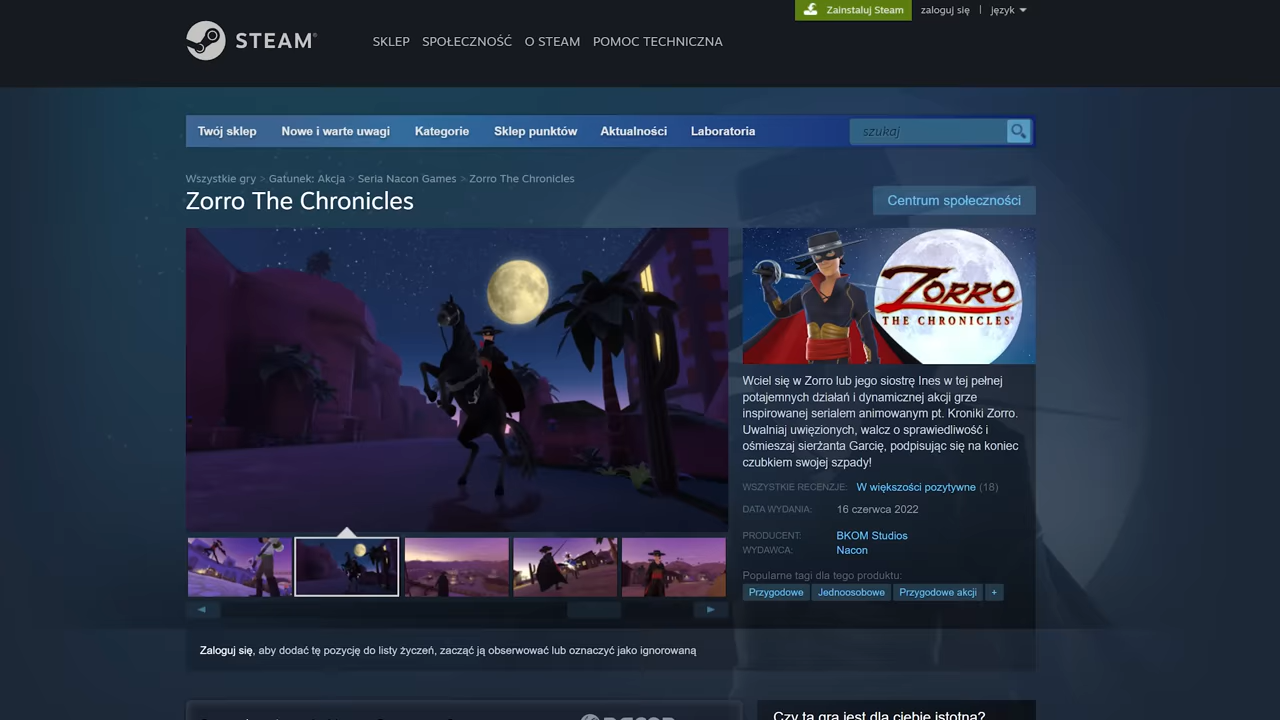 Zainstaluj Steam
zaloguj się | język
STEAM®
SKLEP SPOŁECZNOŚĆ O STEAM POMOC TECHNICZNA
Twój sklep Nowe i warte uwagi Kategorie Sklep punktów Aktualności Laboratoria
szukaj
Wszystkie gry > Gatunek: Akcja > Seria Nacon Games > Zorro The Chronicles
Zorro The Chronicles
Centrum społeczności
ZORRO
THE CHRONICLES
Wciel się w Zorro lub jego siostrę Ines w tej pełnej
potajemnych działań i dynamicznej akcji grze
inspirowanej serialem animowanym pt. Kroniki Zorro.
Uwalniaj uwięzionych, walcz o sprawiedliwość i
ośmieszaj sierżanta Garcię, podpisując się na koniec
czubkiem swojej szpady!
WSZYSTKIE RECENZJE: W większości pozytywne (18)
DATA WYDANIA: 16 czerwca 2022
PRODUCENT: BKOM Studios
WYDAWCA: Nacon
Popularne tagi dla tego produktu:
Przygodowe Jednoosobowe Przygodowe akcji +
Zaloguj się, aby dodać tę pozycję do listy życzeń, zacząć ją obserwować lub oznaczyć jako ignorowaną
Czy ta gra jest dla ciebie istotna?